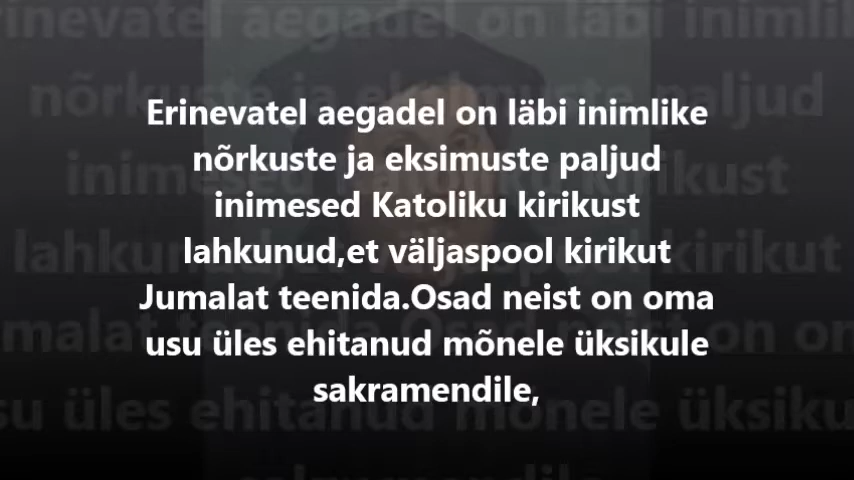 Erinevatel aegadel on läbi inimlike
nõrkuste ja eksimuste paljud
inimesed Katoliku kirikust
lahkunud,et väljaspool kirikut
Jumalat teenida.Osad neist on oma
usu üles ehitanud mõnele üksikule
sakramendile,